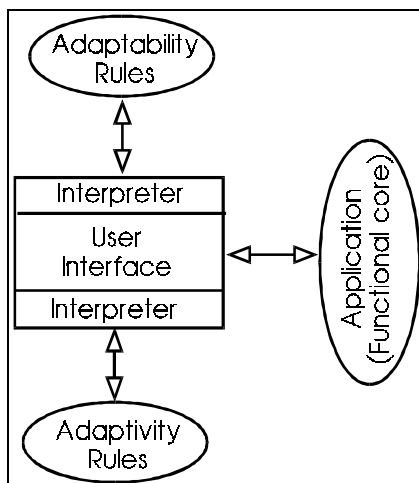 Adaptability
Rules
Interpreter
User
Interface
Interpreter
Application
(Functional core)
Adaptivity
Rules